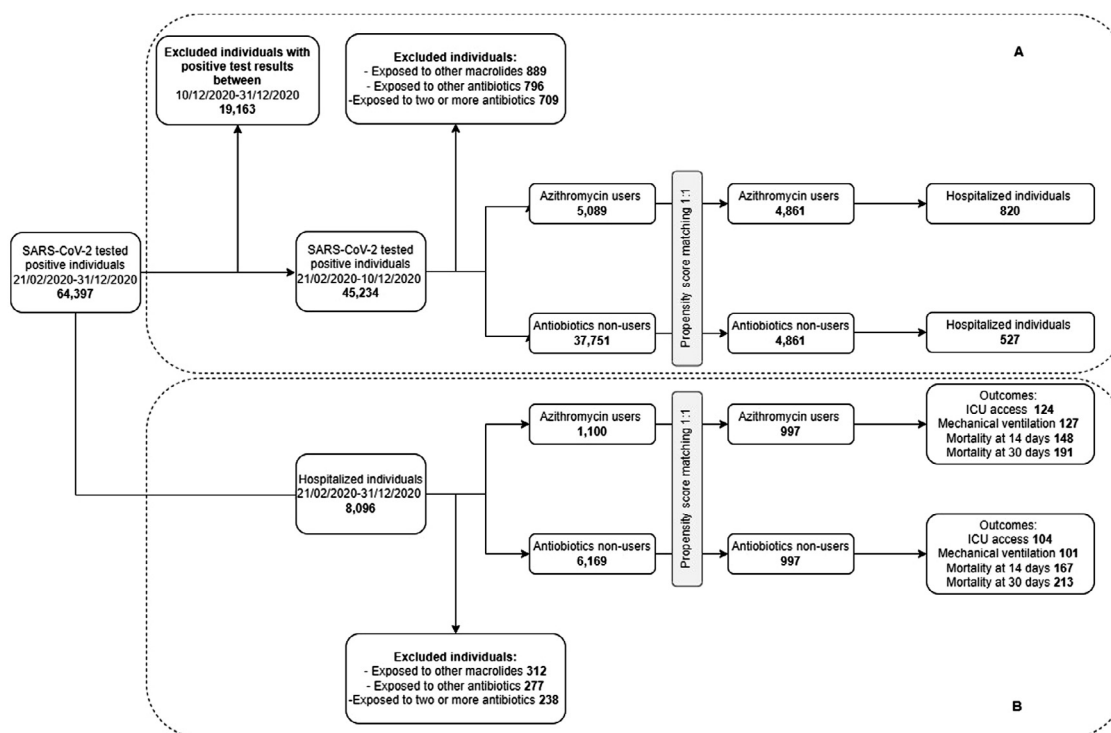 A
Excluded individuals with
positive test results
between
10/12/2020-31/12/2020
19,163
Excluded individuals:
- Exposed to other macrolides 889
- Exposed to other antibiotics 796
-Exposed to two or more antibiotics 709
SARS-CoV-2 tested
positive individuals
21/02/2020-31/12/2020
64,397
SARS-CoV-2 tested
positive individuals
21/02/2020-10/12/2020
45,234
Azithromycin users
5,089
Propensity score matching 1:1
Azithromycin users
4,861
Hospitalized individuals
820
Antiobiotics non-users
37,751
Antiobiotics non-users
4,861
Hospitalized individuals
527
Hospitalized individuals
21/02/2020-31/12/2020
8,096
Azithromycin users
1,100
Propensity score matching 1:1
Azithromycin users
997
Outcomes:
ICU access 124
Mechanical ventilation 127
Mortality at 14 days 148
Mortality at 30 days 191
Antiobiotics non-users
6,169
Antiobiotics non-users
997
Outcomes:
ICU access 104
Mechanical ventilation 101
Mortality at 14 days 167
Mortality at 30 days 213
Excluded individuals:
- Exposed to other macrolides 312
- Exposed to other antibiotics 277
-Exposed to two or more antibiotics 238
B